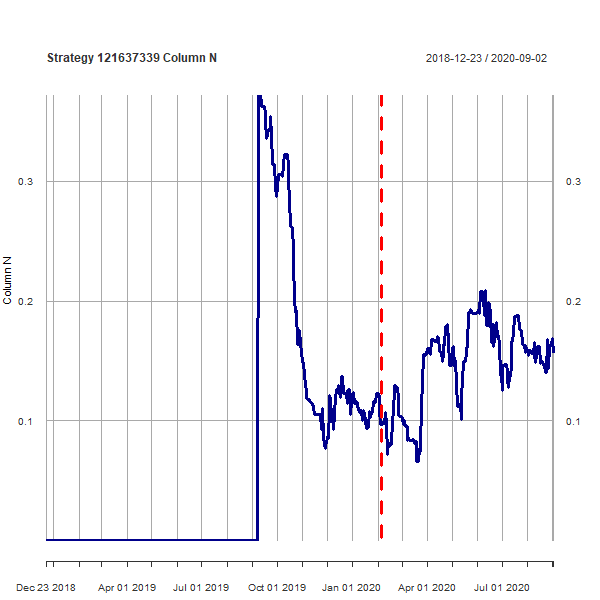 Strategy 121637339 Column N
2018-12-23 / 2020-09-02
0.3
0.3
Column N
0.2
0.2
0.1
0.1
Dec 23 2018
Apr 01 2019
Jul 01 2019
Oct 01 2019
Jan 01 2020
Apr 01 2020
Jul 01 2020